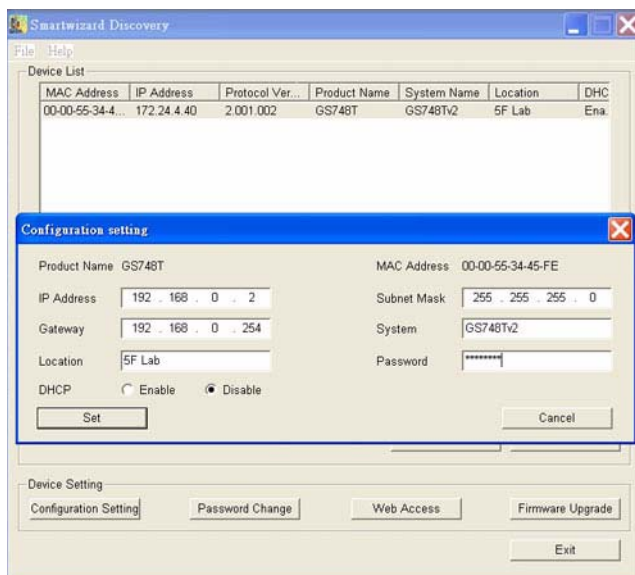 Smartwizard Discovery
File Help
Device List
MAC Address IP Address Protocol Ver... Product Name System Name Location DHC
00-00-55-34-4... 172.24.4.40 2.001.002 GS748T GS748Tv2 5F Lab Ena
Configuration setting
Product Name GS748T MAC Address 00-00-55-34-45-FE
IP Address 192 . 168 . 0 . 2 Subnet Mask 255 . 255 . 255 . 0
Gateway 192 . 168 . 0 . 254 System GS748Tv2
Location 5F Lab Password ********
DHCP Enable Disable
Set Cancel
Device Setting
Configuration Setting Password Change Web Access Firmware Upgrade
Exit